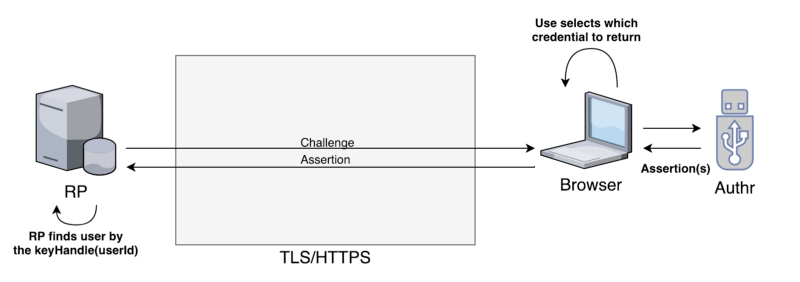 Use selects which
credential to return
Challenge
Assertion
Assertion(s)
RP
Browser
Authr
RP finds user by
the keyHandle(userId)
TLS/HTTPS